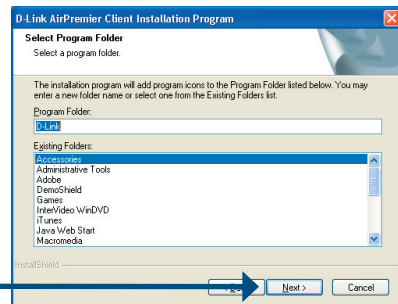 D-Link AirPremier Client Installation Program
Select Program Folder
Select a program folder.
The installation program will add program icons to the Program Folder listed below. You may
enter a new folder name or select one from the Existing Folders list.
Program Folder:
D-Link
Existing Folders:
Accessories
Administrative Tools
Adobe
DemoShield
Games
InterVideo WinDVD
iTunes
Java Web Start
Macromedia
InstallShield
Next >
Cancel